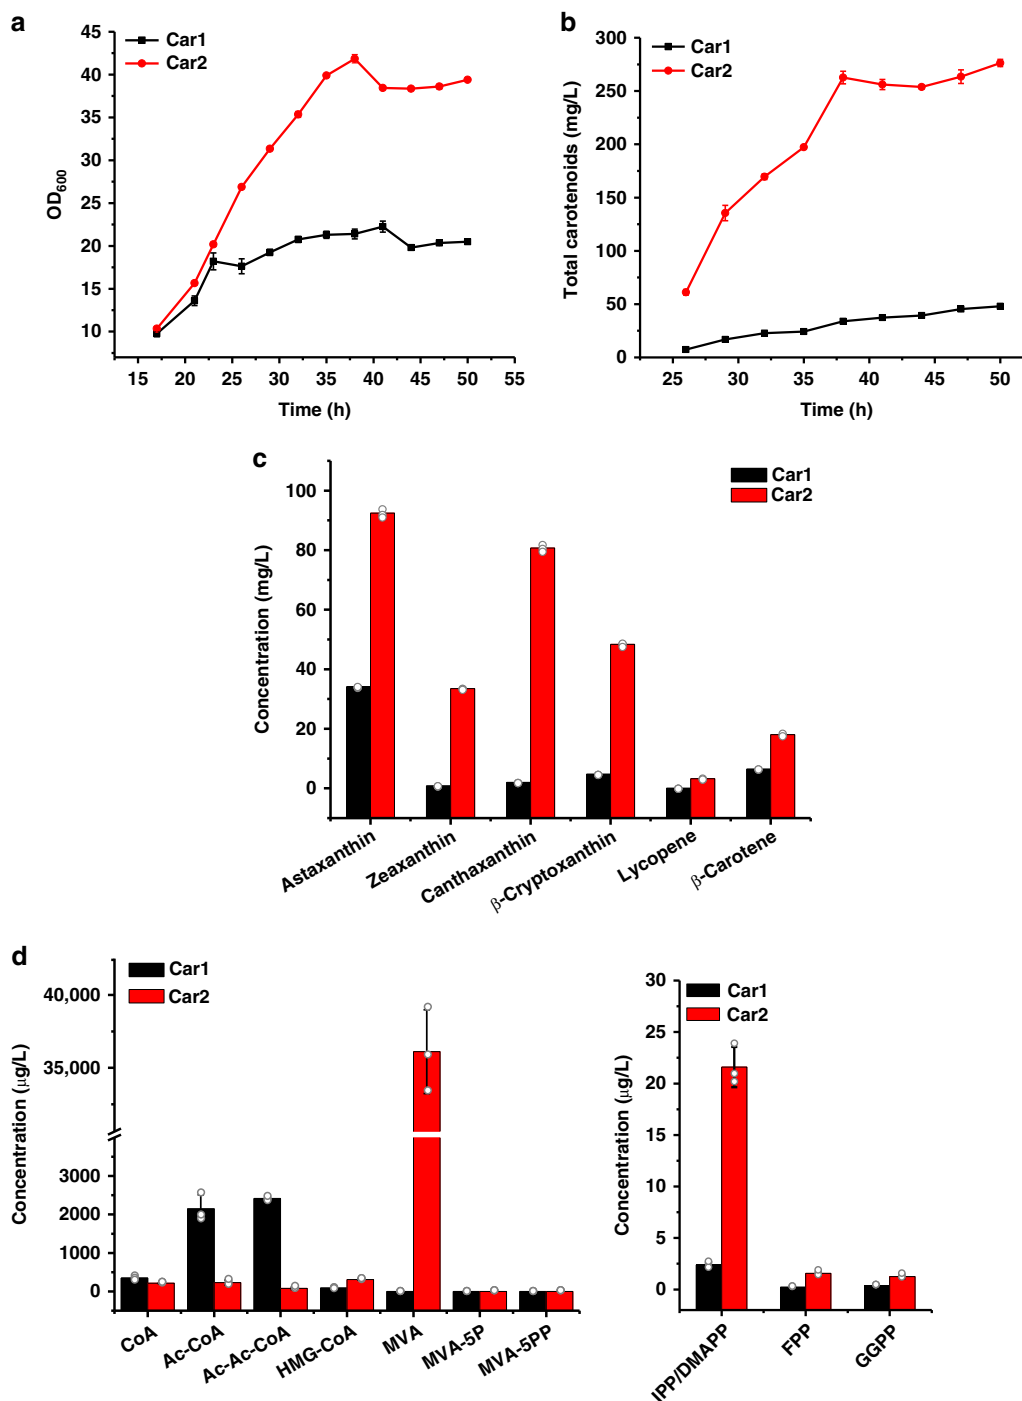 a
Car1
Car2
OD600
45
40
35
30
25
20
15
10
15 20 25 30 35 40 45 50 55
Time (h)
b
Car1
Car2
Total carotenoids (mg/L)
300
250
200
150
100
50
0
25 30 35 40 45 50
Time (h)
c
Car1
Car2
Concentration (mg/L)
100
80
60
40
20
0
Astaxanthin
Zeaxanthin
Canthaxanthin
β-Cryptoxanthin
Lycopene
β-Carotene
d
Car1
Car2
Concentration (μg/L)
40,000
35,000
3000
2000
1000
0
CoA
Ac-CoA
Ac-Ac-CoA
HMG-CoA
MVA
MVA-5P
MVA-5PP
Car1
Car2
Concentration (μg/L)
30
25
20
15
10
5
0
IPP/DMAPP
FPP
GGPP